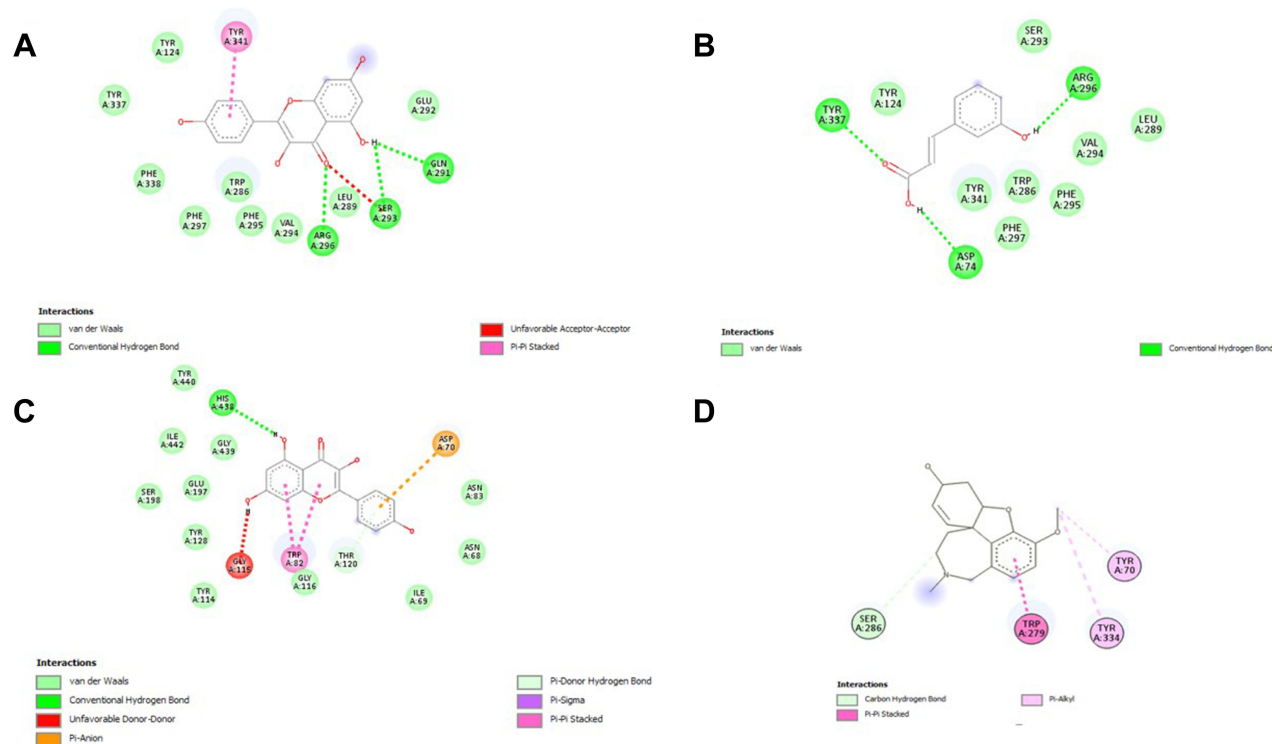 A
TYR
A:341
TYR
A:124
TYR
A:337
GLU
A:292
GLN
A:291
PHE
A:338
TRP
A:286
LEU
A:289
SER
A:293
PHE
A:297
PHE
A:295
VAL
A:294
ARG
A:296
O
O
O
O
O
O
H
Interactions
van der Waals
Conventional Hydrogen Bond
Unfavorable Acceptor-Acceptor
Pi-Pi Stacked
B
SER
A:293
ARG
A:296
TYR
A:124
TYR
A:337
LEU
A:289
VAL
A:294
TYR
A:341
TRP
A:286
PHE
A:295
PHE
A:297
ASP
A:74
O
H
O
O
H
Interactions
van der Waals
Conventional Hydrogen Bond
C
TYR
A:440
HIS
A:438
ILE
A:442
GLY
A:439
ASP
A:70
SER
A:198
GLU
A:197
ASN
A:83
TYR
A:128
ASN
A:68
GLY
A:115
TRP
A:82
THR
A:120
GLY
A:116
TYR
A:114
ILE
A:69
H
O
O
O
O
H
O
O
Interactions
van der Waals
Conventional Hydrogen Bond
Unfavorable Donor-Donor
Pi-Anion
Pi-Donor Hydrogen Bond
Pi-Sigma
Pi-Pi Stacked
D
O
O
O
N
TYR
A:70
SER
A:286
TRP
A:279
TYR
A:334
Interactions
Carbon Hydrogen Bond
Pi-Pi Stacked
Pi-Alkyl